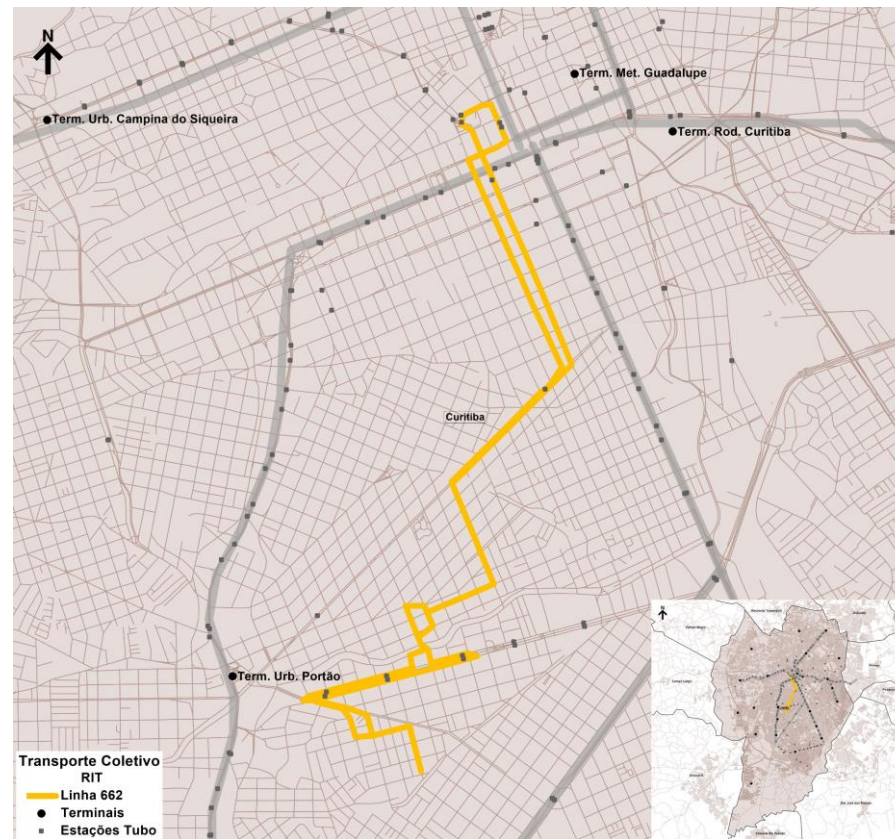 N
Term. Met. Guadalupe
Term. Urb. Campina do Siqueira
Term. Rod. Curitiba
Curitiba
Term. Urb. Portão
N
Transporte Coletivo
RIT
Linha 662
Terminais
Estações Tubo